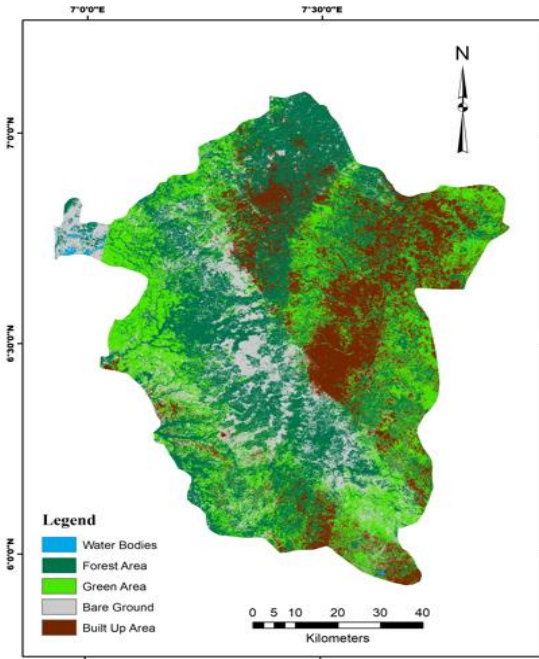 7°0'0"E 7°30'0"E
N
7°0'0"N
6°30'0"N
6°0'0"N
Legend
Water Bodies
Forest Area
Green Area
Bare Ground
Built Up Area
0 5 10 20 30 40
Kilometers